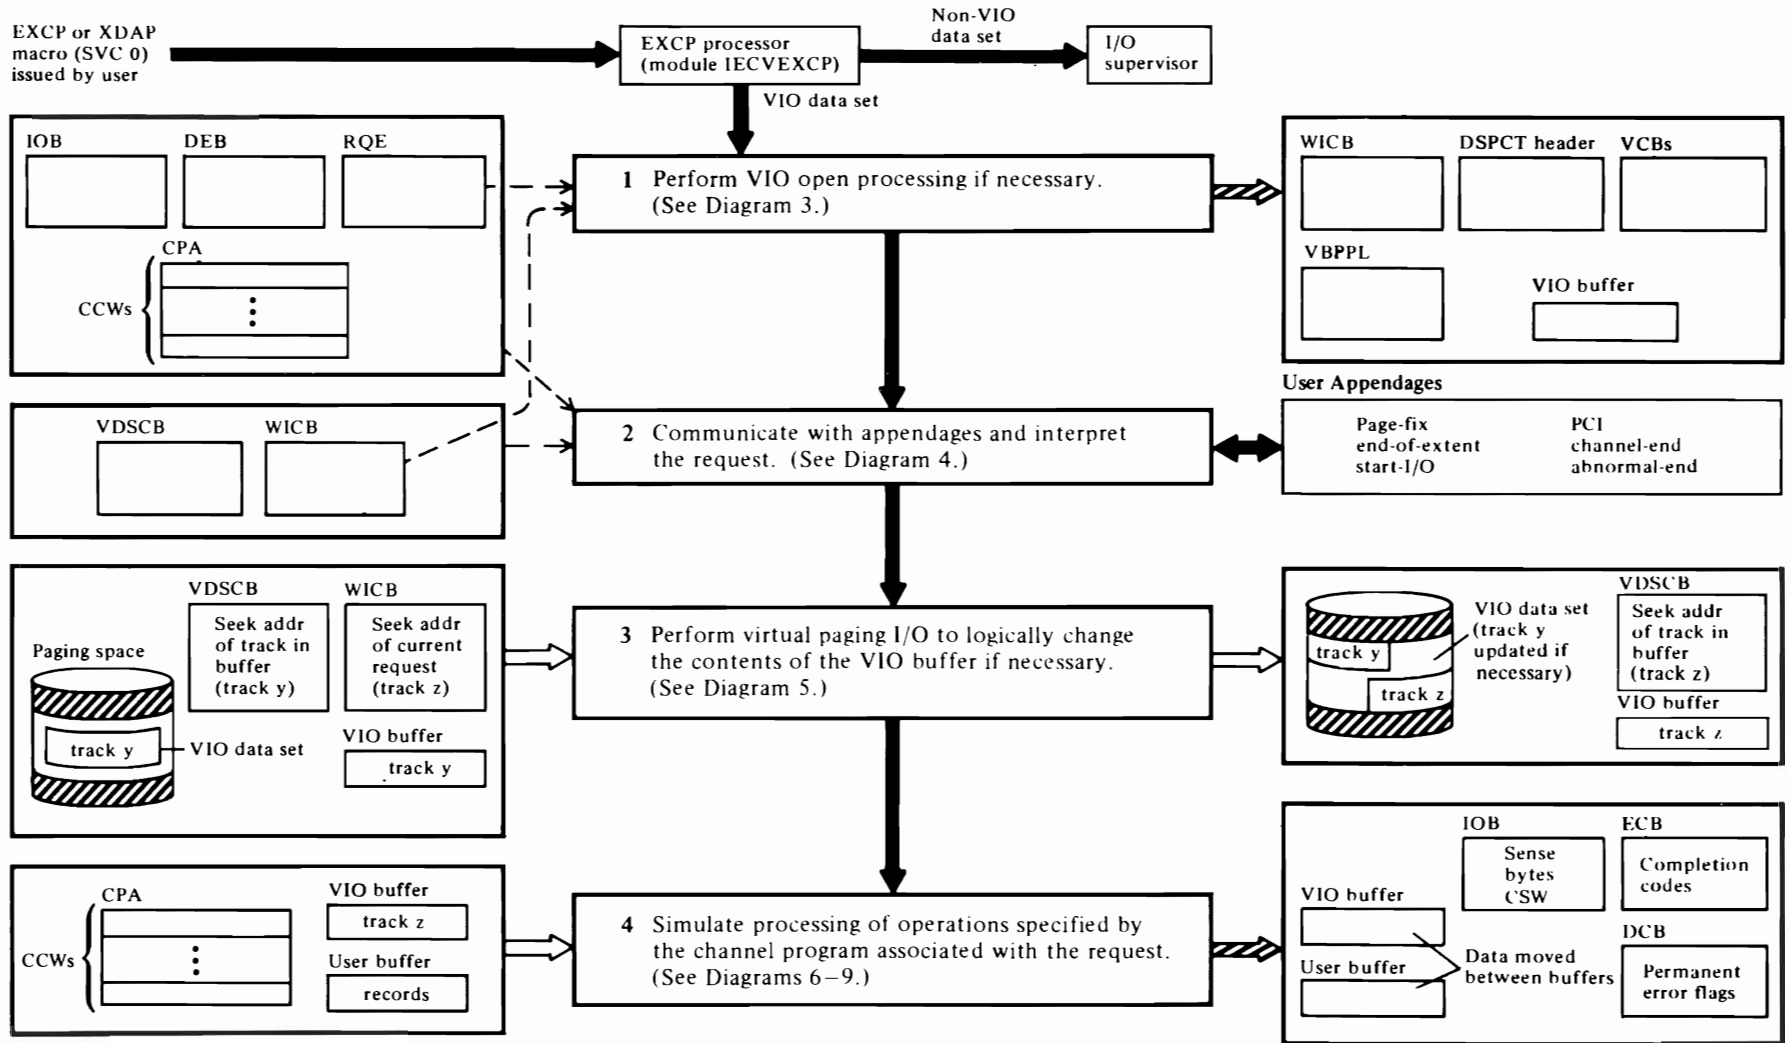 EXCP or XDAP
macro (SVC 0)
issued by user
EXCP processor
(module IECVEXCP)
Non-VIO
data set
I/O
supervisor
VIO data set
IOB
DEB
RQE
CPA
CCWs
1 Perform VIO open processing if necessary.
(See Diagram 3.)
WICB
DSPCT header
VCBs
VBPPL
VIO buffer
VDSCB
WICB
2 Communicate with appendages and interpret
the request. (See Diagram 4.)
User Appendages
Page-fix
end-of-extent
start-I/O
PCI
channel-end
abnormal-end
Paging space
track y
VIO data set
VDSCB
Seek addr
of track in
buffer
(track y)
WICB
Seek addr
of current
request
(track z)
VIO buffer
track y
3 Perform virtual paging I/O to logically change
the contents of the VIO buffer if necessary.
(See Diagram 5.)
track y
track z
VIO data set
(track y
updated if
necessary)
VDSCB
Seek addr
of track in
buffer
(track z)
VIO buffer
track z
CPA
CCWs
VIO buffer
track z
User buffer
records
4 Simulate processing of operations specified by
the channel program associated with the request.
(See Diagrams 6–9.)
VIO buffer
User buffer
Data moved
between buffers
IOB
Sense
bytes
CSW
ECB
Completion
codes
DCB
Permanent
error flags